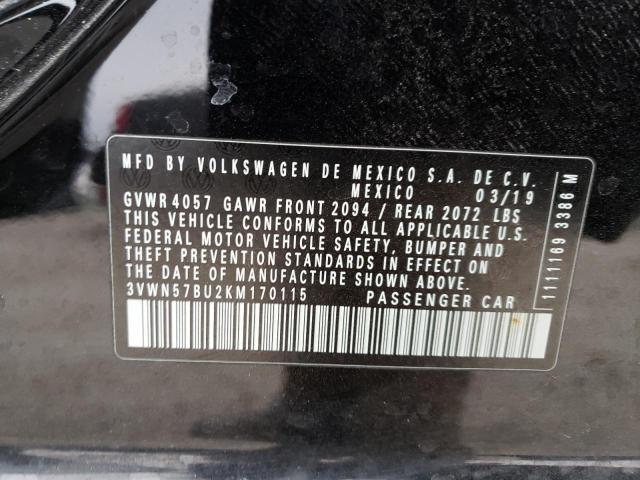 MFD BY VOLKSWAGEN DE MEXICO S.A. DE C.V.
MEXICO 03/19
GVWR 4057 GAWR FRONT 2094 / REAR 2072 LBS
THIS VEHICLE CONFORMS TO ALL APPLICABLE U.S.
FEDERAL MOTOR VEHICLE SAFETY, BUMPER AND
THEFT PREVENTION STANDARDS IN EFFECT ON
THE DATE OF MANUFACTURE SHOWN ABOVE.
3VWN57BU2KM170115 PASSENGER CAR
1111169 3386 M